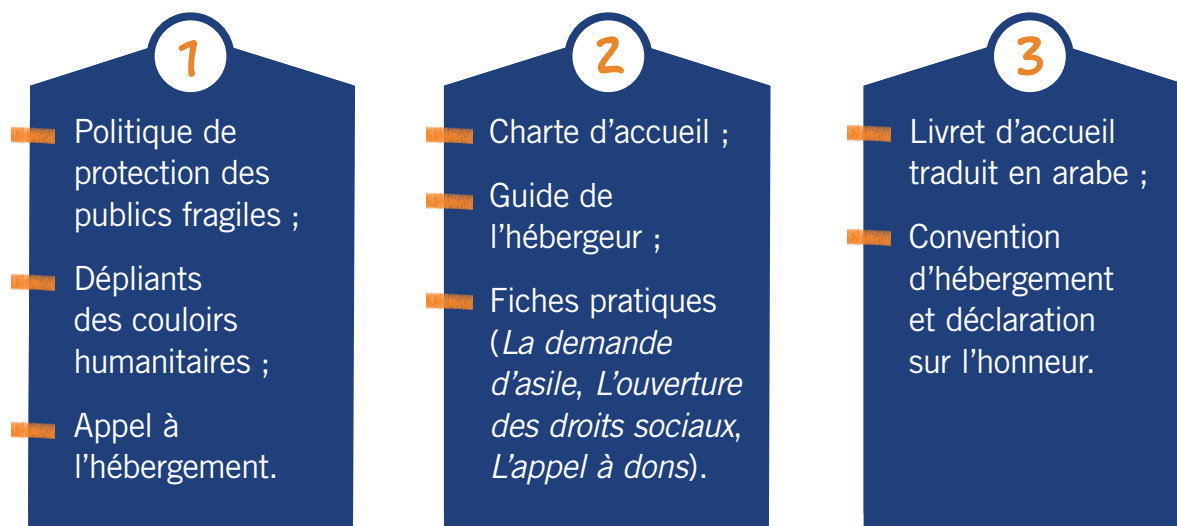 1
Politique de
protection des
publics fragiles ;
Dépliants
des couloirs
humanitaires ;
Appel à
l'hébergement.
2
Charte d'accueil ;
Guide de
l'hébergeur ;
Fiches pratiques
(La demande
d'asile, L'ouverture
des droits sociaux,
L'appel à dons).
3
Livret d'accueil
traduit en arabe ;
Convention
d'hébergement
et déclaration
sur l'honneur.